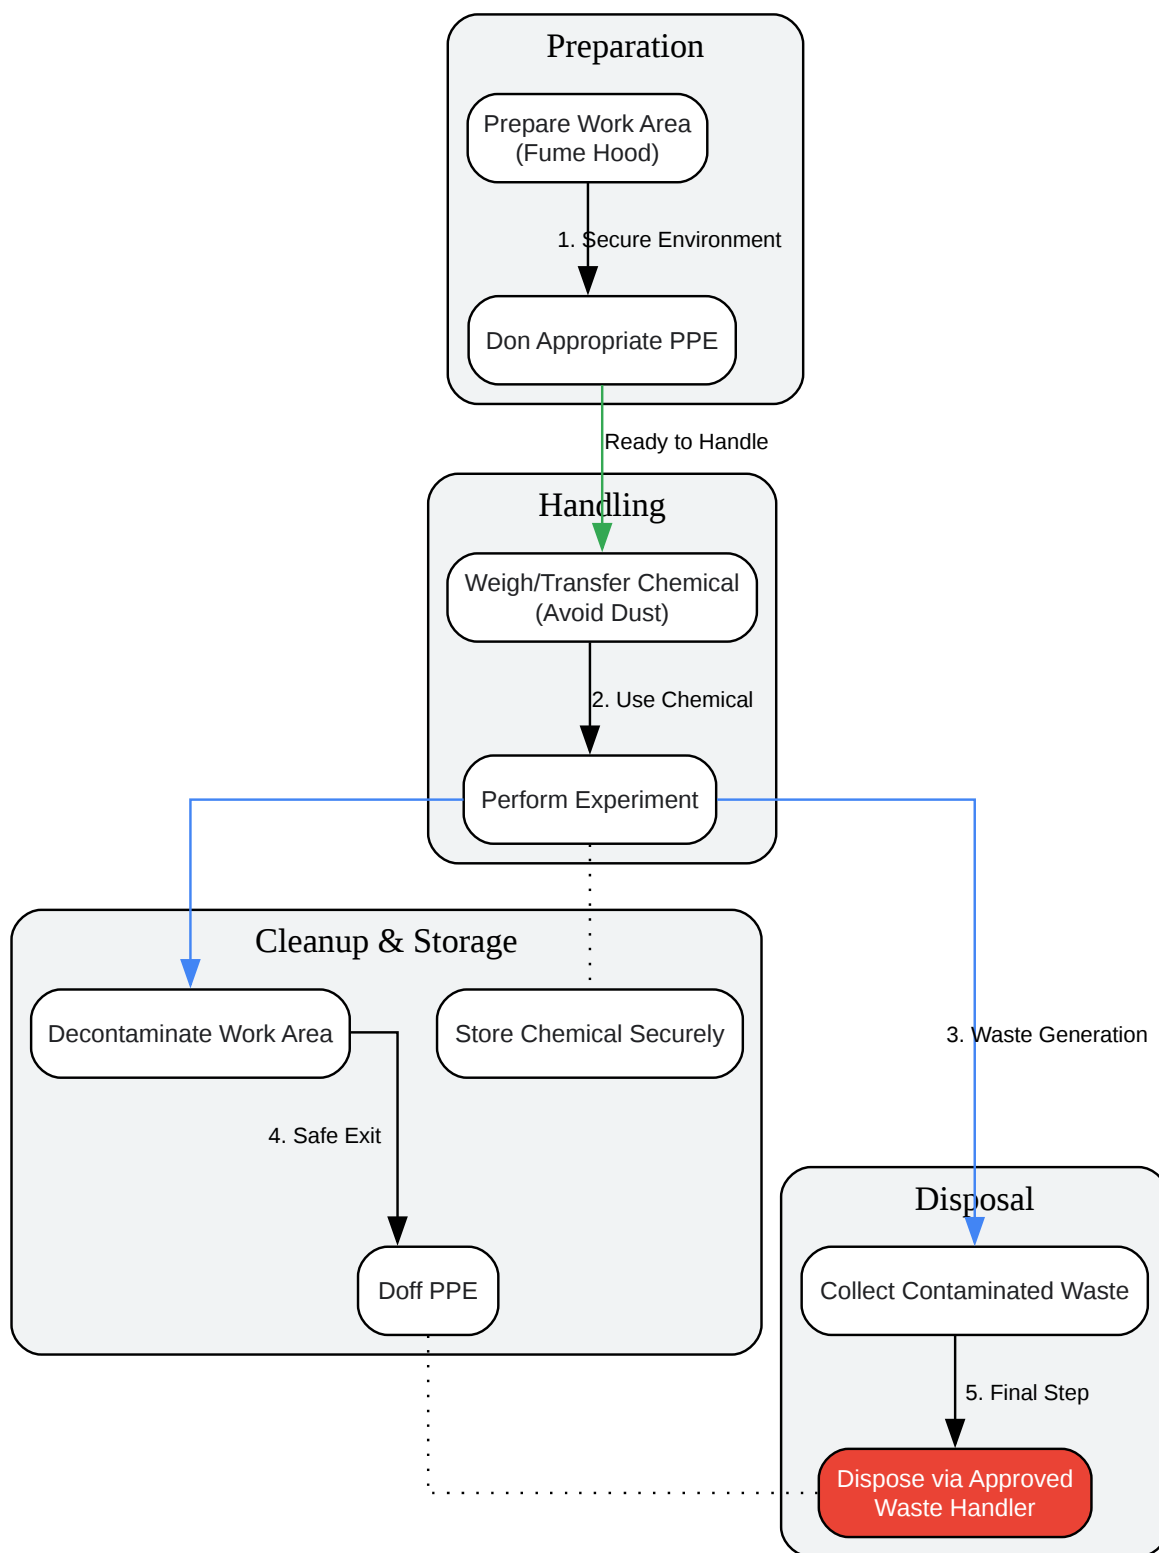 Preparation
Prepare Work Area
(Fume Hood)
1. Secure Environment
Don Appropriate PPE
Ready to Handle
Handling
Weigh/Transfer Chemical
(Avoid Dust)
2. Use Chemical
Perform Experiment
Cleanup & Storage
Decontaminate Work Area
Store Chemical Securely
3. Waste Generation
4. Safe Exit
Disposal
Doff PPE
Collect Contaminated Waste
5. Final Step
Dispose via Approved
Waste Handler